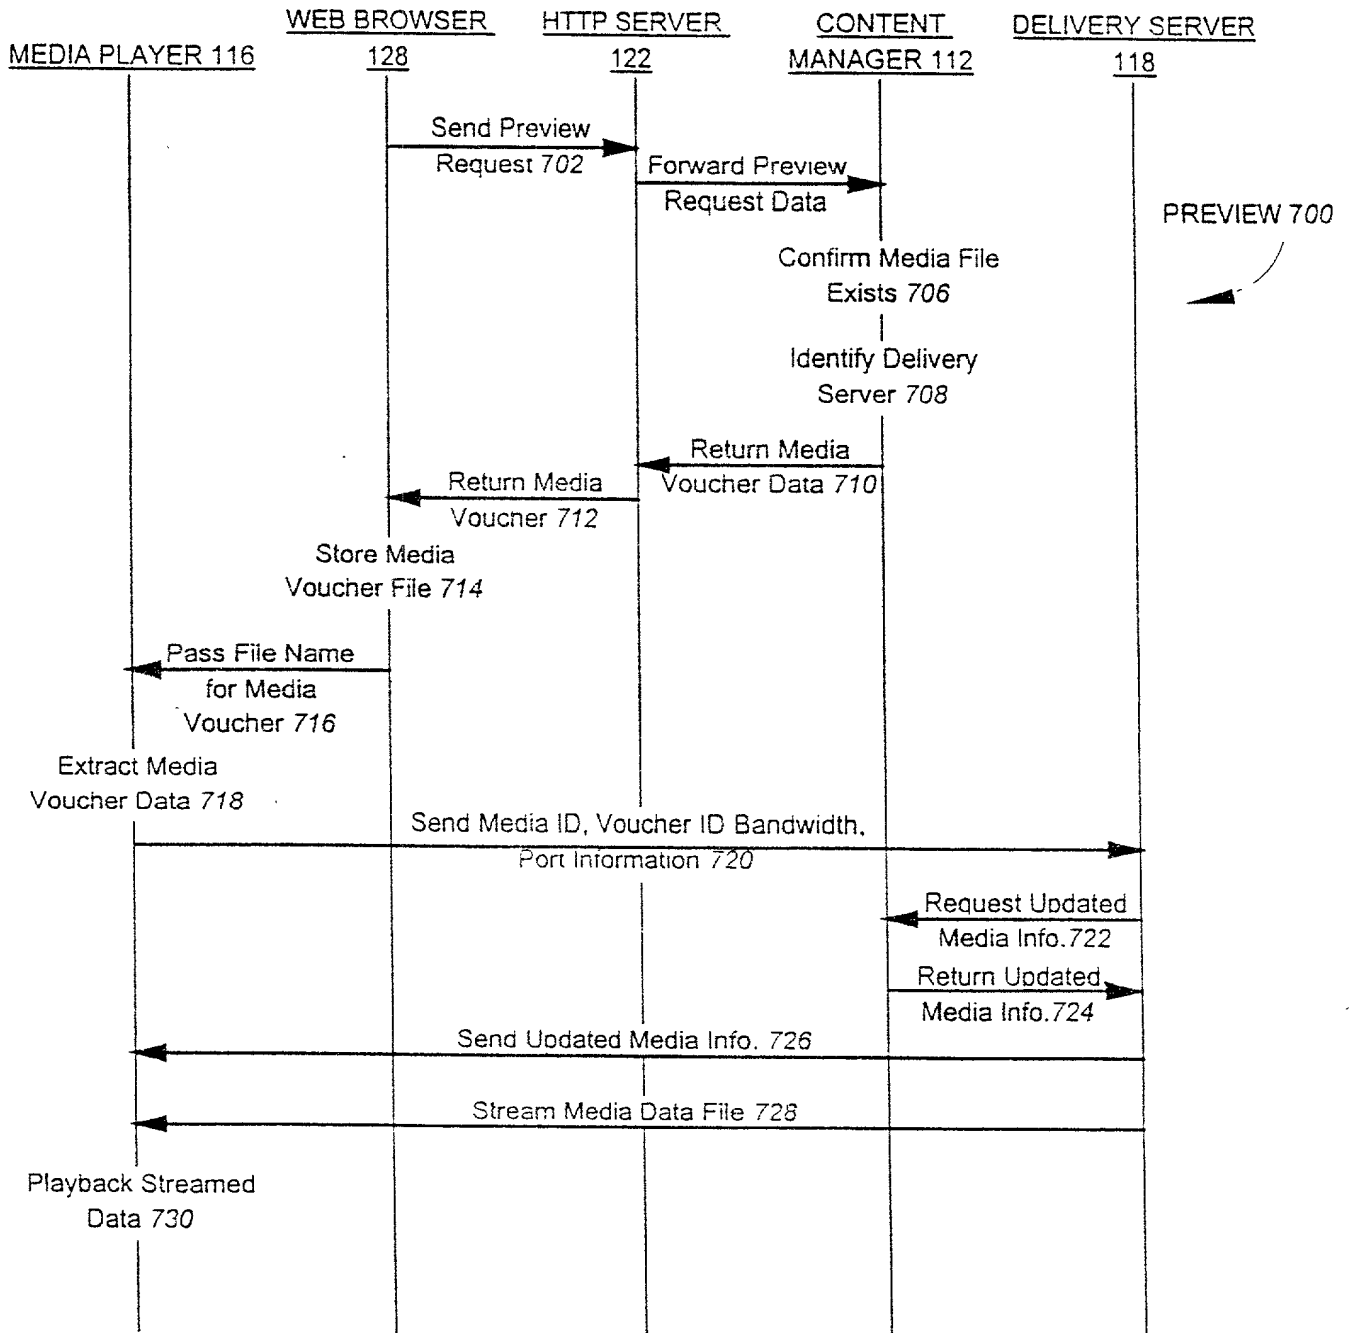 WEB BROWSER
128
HTTP SERVER
122
CONTENT
MANAGER 112
DELIVERY SERVER
118
MEDIA PLAYER 116
Send Preview
Request 702
Forward Preview
Request Data
PREVIEW 700
Confirm Media File
Exists 706
Identify Delivery
Server 708
Return Media
Voucher Data 710
Return Media
Voucher 712
Store Media
Voucher File 714
Pass File Name
for Media
Voucher 716
Extract Media
Voucher Data 718
Send Media ID, Voucher ID Bandwidth,
Port Information 720
Request Updated
Media Info.722
Return Updated
Media Info.724
Send Updated Media Info. 726
Stream Media Data File 728
Playback Streamed
Data 730